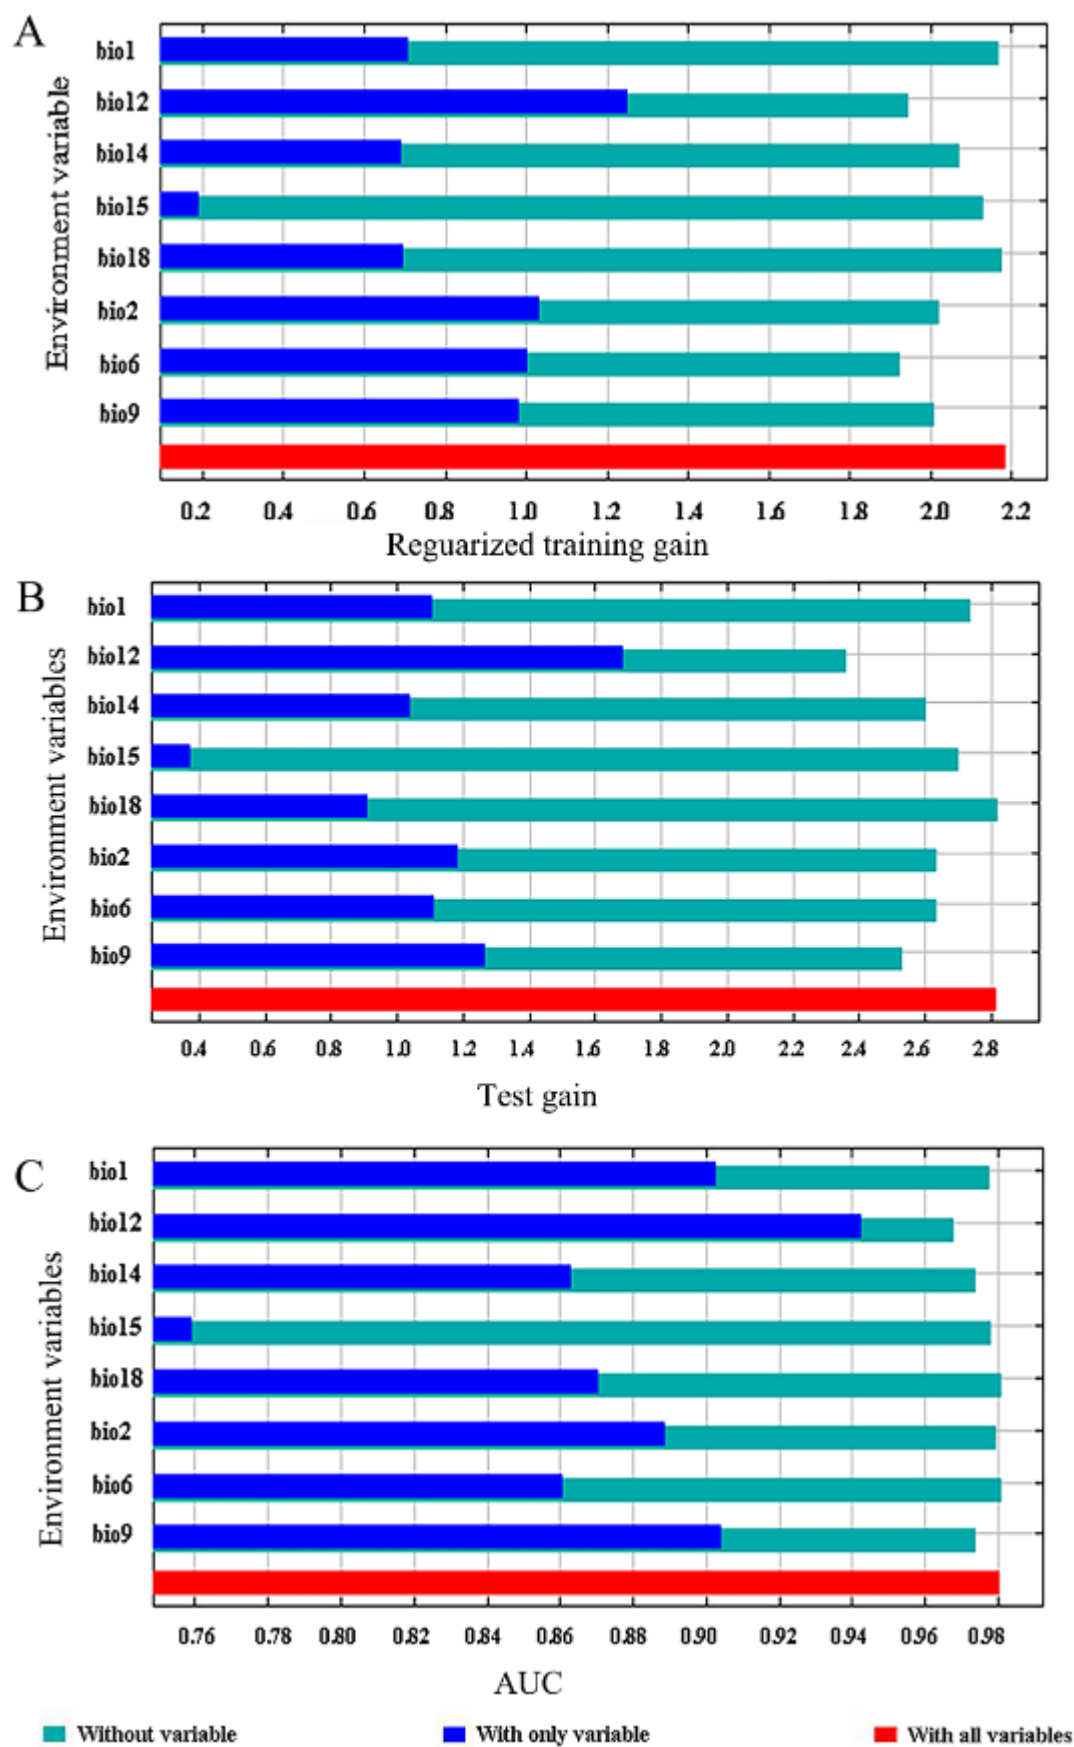 A
Environment variable
bio1
bio12
bio14
bio15
bio18
bio2
bio6
bio9
0.2 0.4 0.6 0.8 1.0 1.2 1.4 1.6 1.8 2.0 2.2
Reguarized training gain
B
Environment variables
bio1
bio12
bio14
bio15
bio18
bio2
bio6
bio9
0.4 0.6 0.8 1.0 1.2 1.4 1.6 1.8 2.0 2.2 2.4 2.6 2.8
Test gain
C
Environment variables
bio1
bio12
bio14
bio15
bio18
bio2
bio6
bio9
0.76 0.78 0.80 0.82 0.84 0.86 0.88 0.90 0.92 0.94 0.96 0.98
AUC
Without variable With only variable With all variables